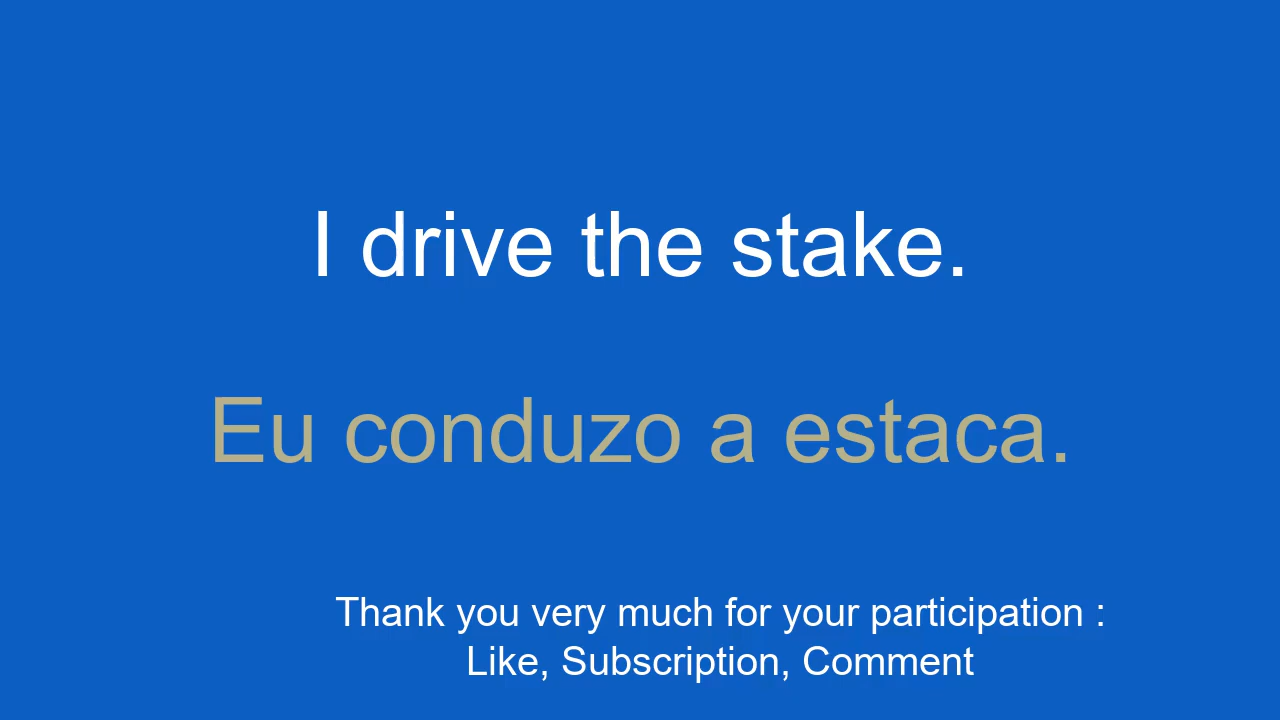 I drive the stake.
Eu conduzo a estaca.
Thank you very much for your participation :
Like, Subscription, Comment